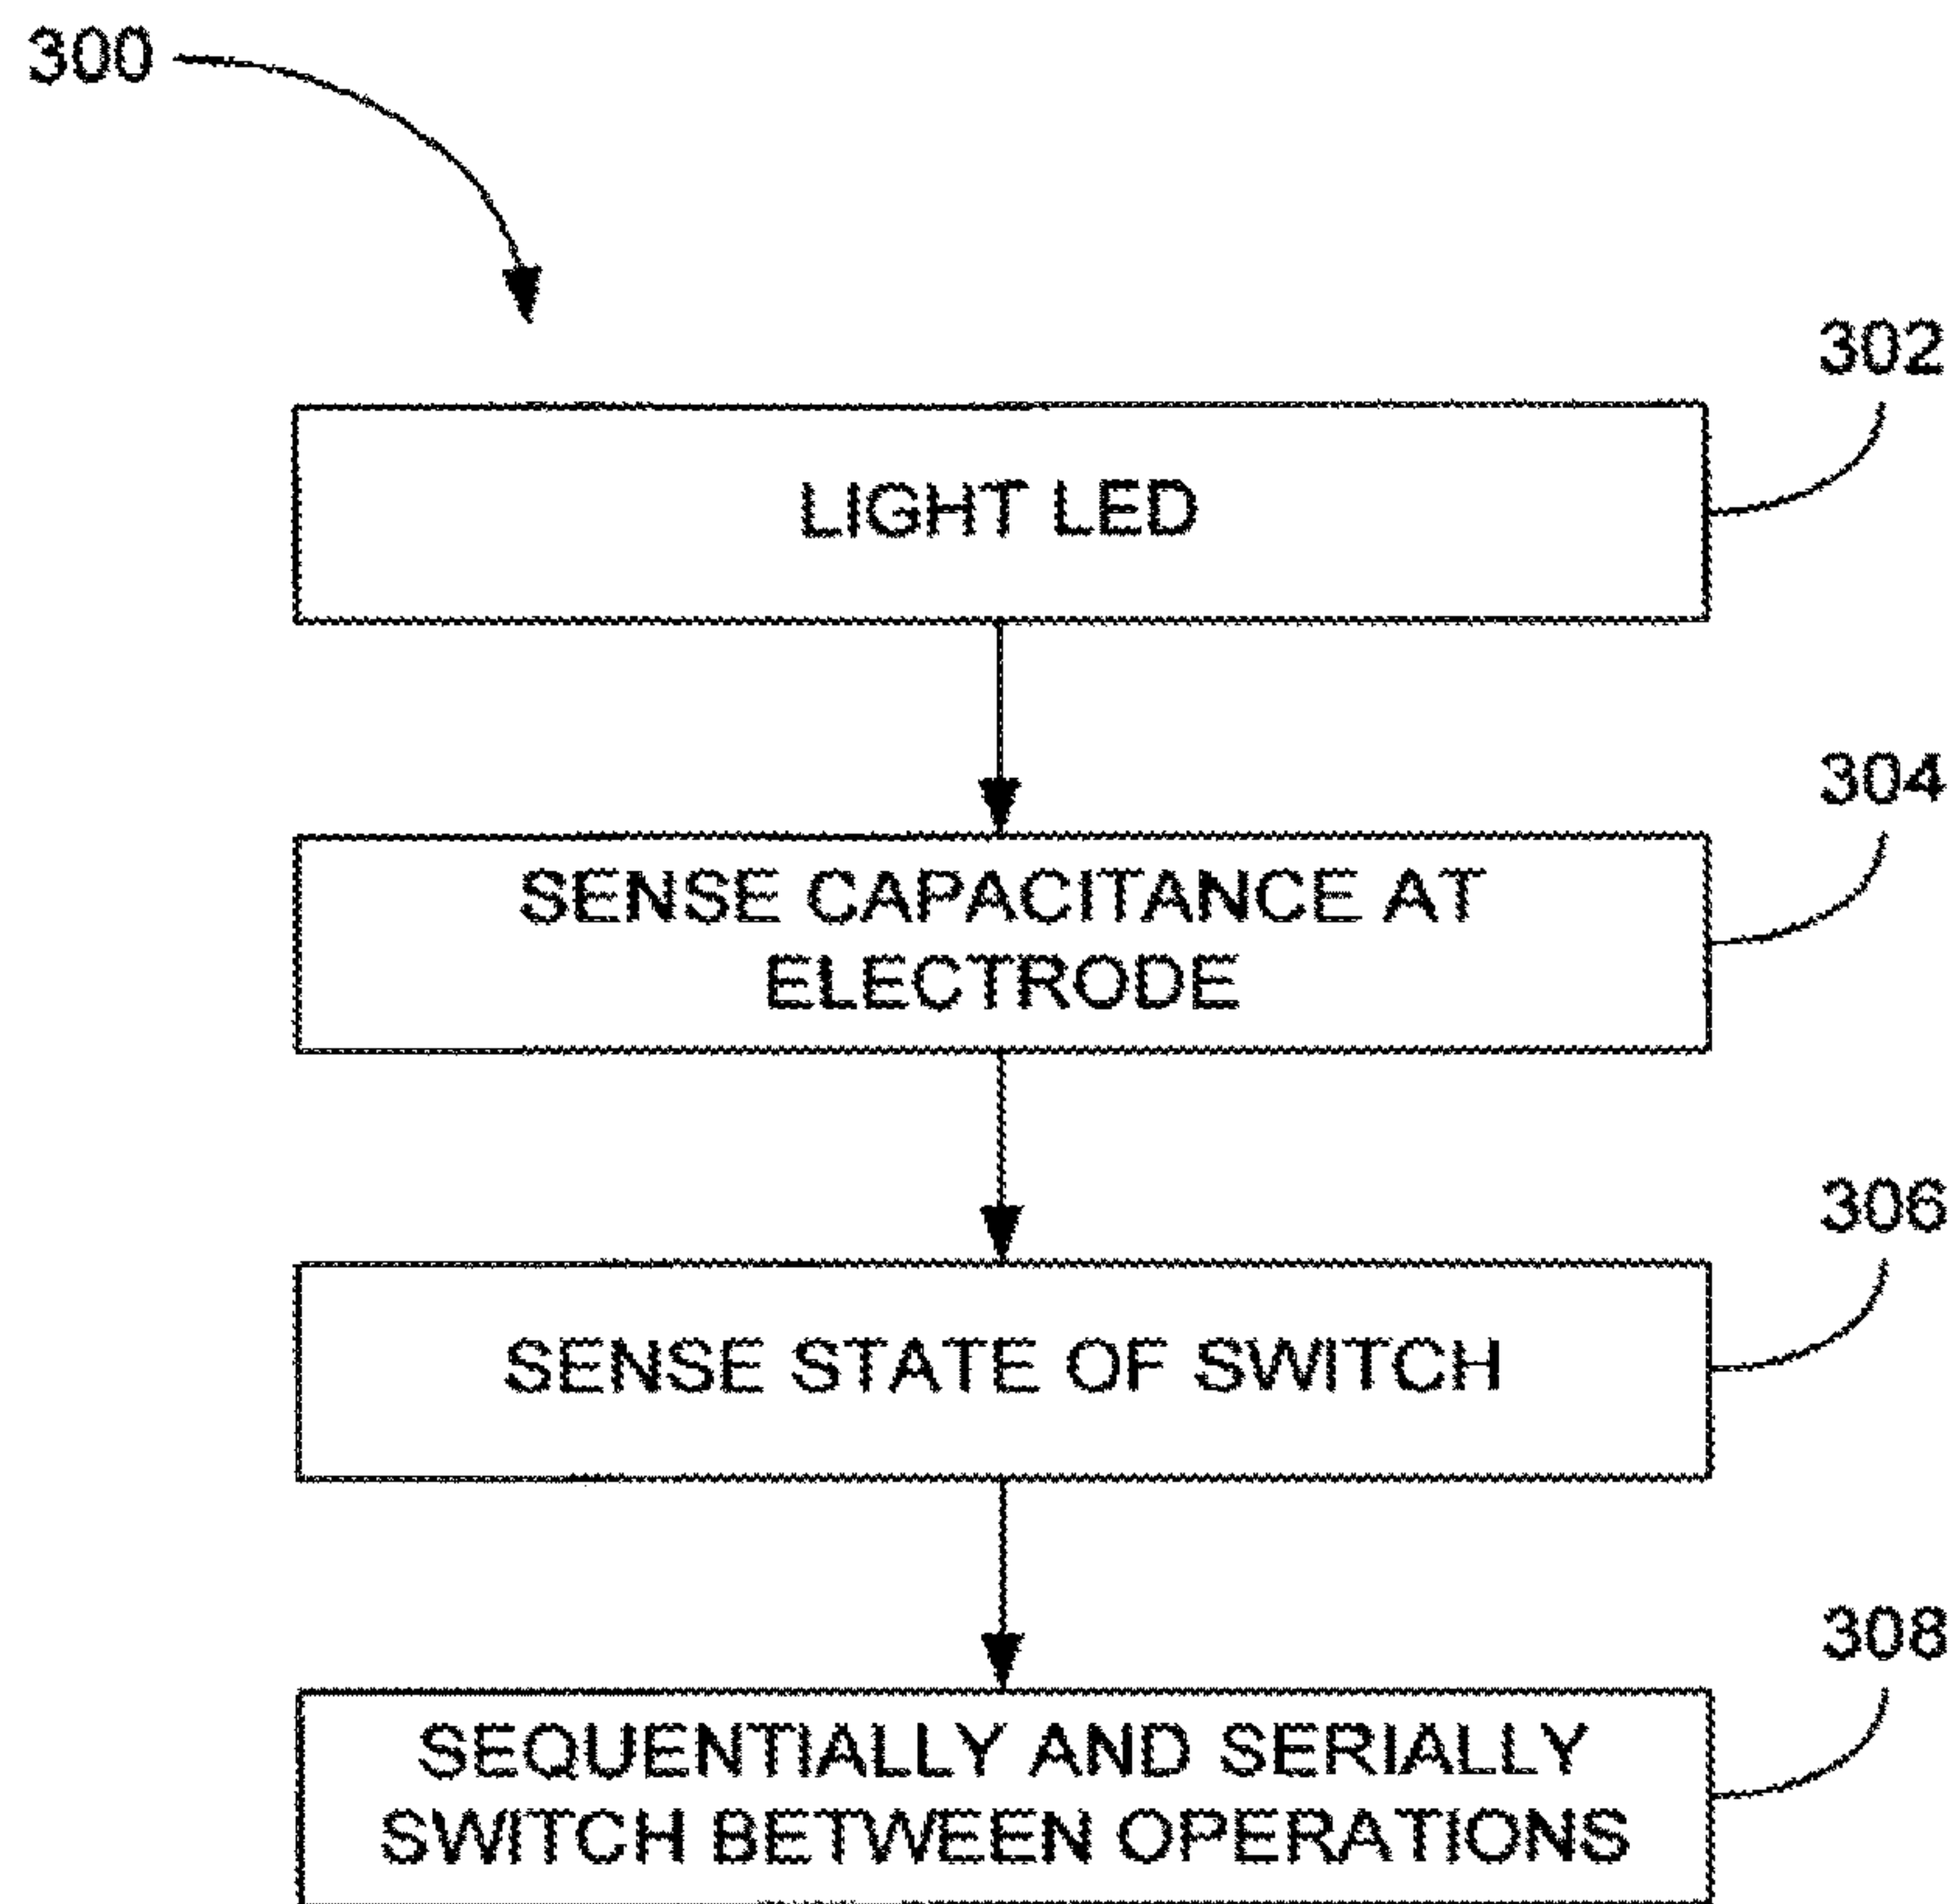 300
302
LIGHT LED
304
SENSE CAPACITANCE AT
ELECTRODE
306
SENSE STATE OF SWITCH
308
SEQUENTIALLY AND SERIALLY
SWITCH BETWEEN OPERATIONS